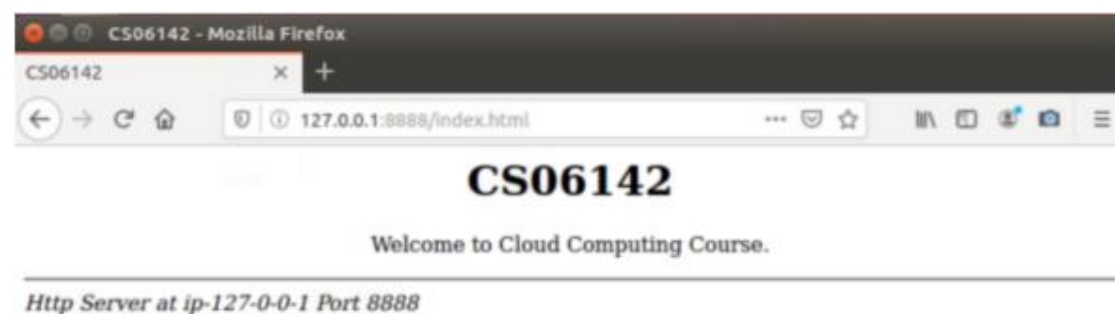 CS06142 - Mozilla Firefox
CS06142
127.0.0.1:8888/index.html
CS06142
Welcome to Cloud Computing Course.
Http Server at ip-127-0-0-1 Port 8888